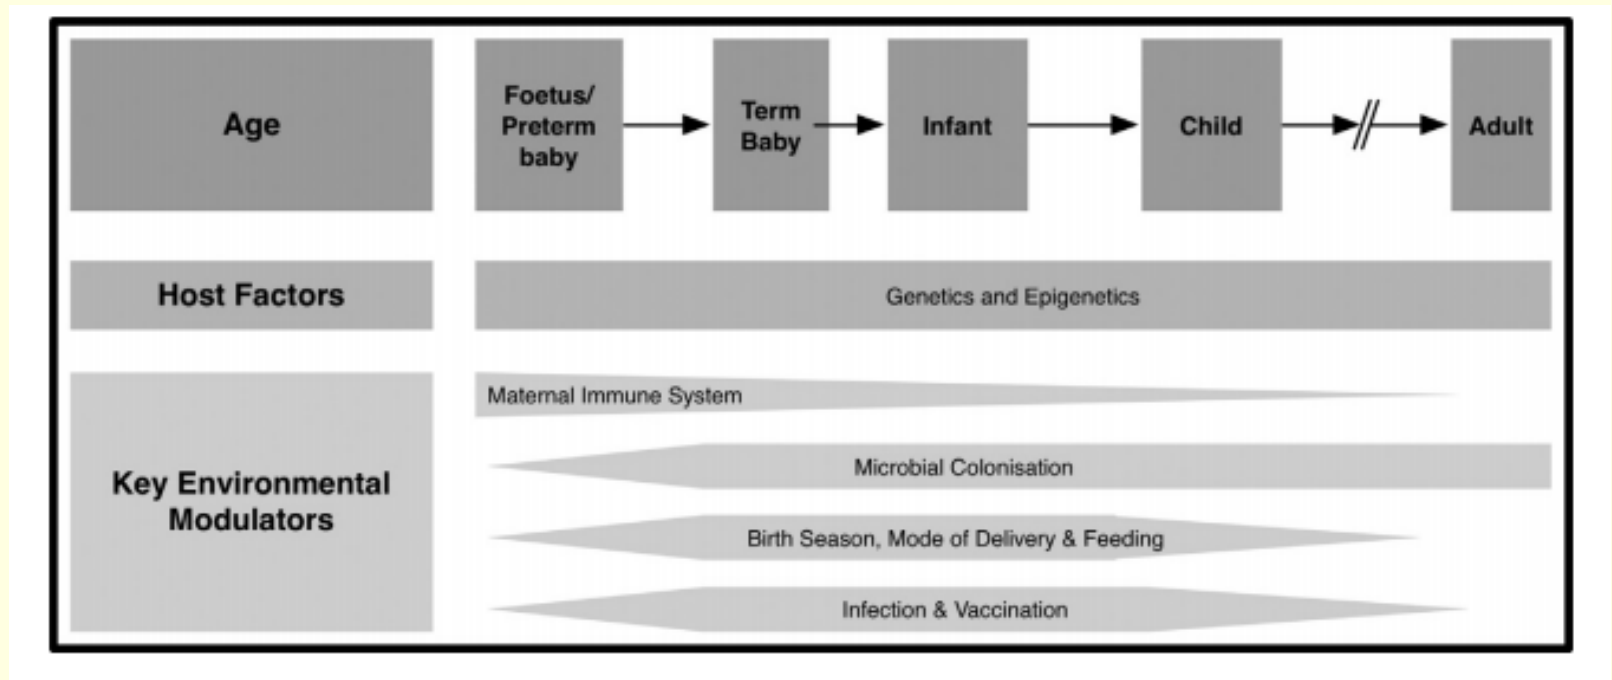 Age
Foetus/
Preterm
baby
Term
Baby
Infant
Child
Adult
Host Factors
Genetics and Epigenetics
Key Environmental
Modulators
Maternal Immune System
Microbial Colonisation
Birth Season, Mode of Delivery & Feeding
Infection & Vaccination